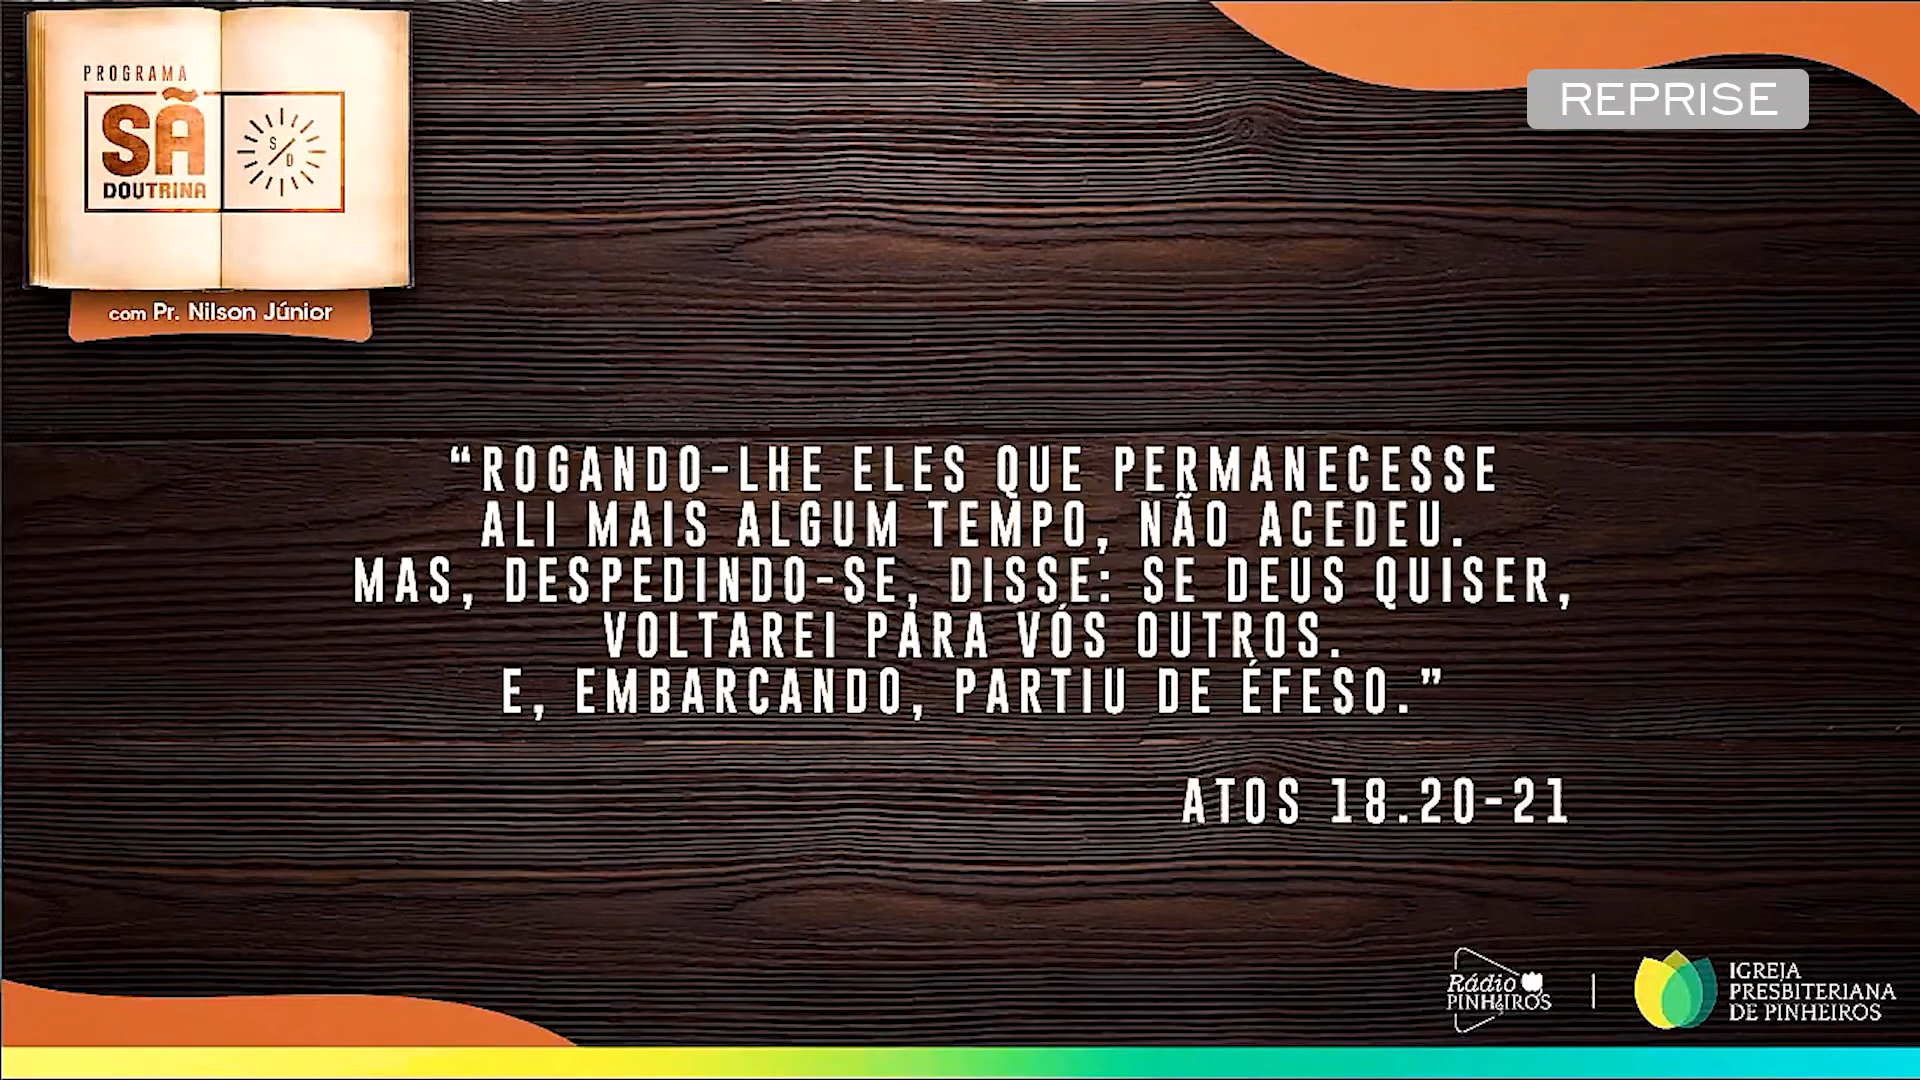 PROGRAMA
SÃ
DOUTRINA
S/D
com Pr. Nilson Júnior
REPRISE
“ROGANDO-LHE ELES QUE PERMANECESSE
ALI MAIS ALGUM TEMPO, NÃO ACEDEU.
MAS, DESPEDINDO-SE, DISSE: SE DEUS QUISER,
VOLTAREI PARA VÓS OUTROS.
E, EMBARCANDO, PARTIU DE ÉFESO.”
ATOS 18.20-21
Rádio
PINHEIROS
IGREJA
PRESBITERIANA
DE PINHEIROS